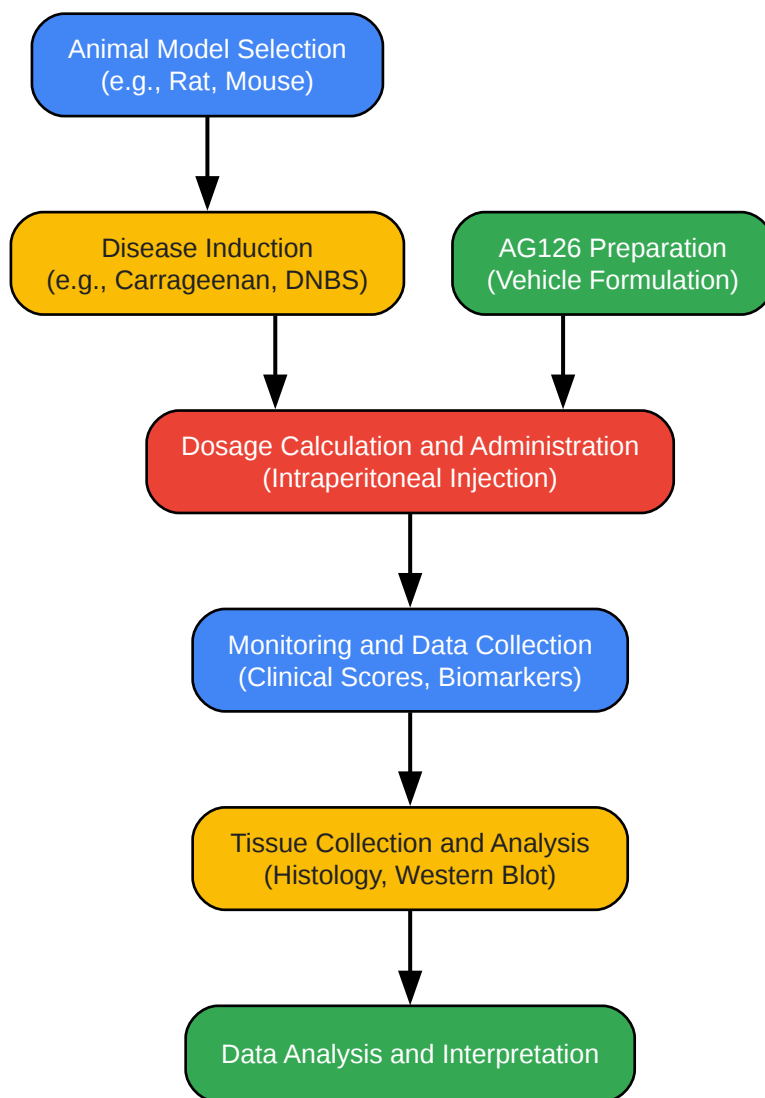 Animal Model Selection
(e.g., Rat, Mouse)
Disease Induction
(e.g., Carrageenan, DNBS)
AG126 Preparation
(Vehicle Formulation)
Dosage Calculation and Administration
(Intraperitoneal Injection)
Monitoring and Data Collection
(Clinical Scores, Biomarkers)
Tissue Collection and Analysis
(Histology, Western Blot)
Data Analysis and Interpretation